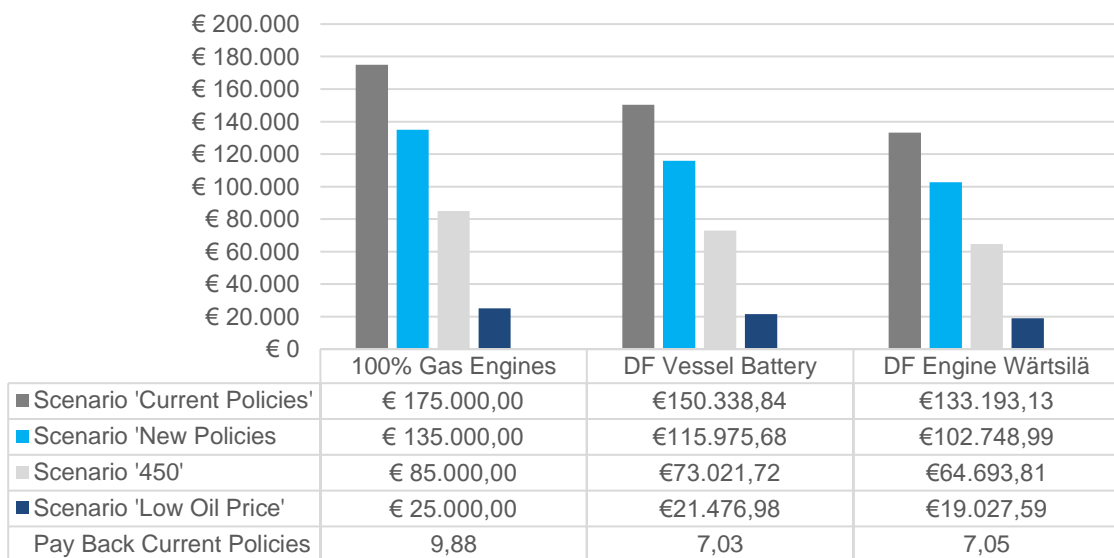 € 200.000
€ 180.000
€ 160.000
€ 140.000
€ 120.000
€ 100.000
€ 80.000
€ 60.000
€ 40.000
€ 20.000
€ 0
100% Gas Engines DF Vessel Battery DF Engine Wärtsilä
Scenario 'Current Policies' € 175.000,00 €150.338,84 €133.193,13
Scenario 'New Policies € 135.000,00 €115.975,68 €102.748,99
Scenario '450' € 85.000,00 €73.021,72 €64.693,81
Scenario 'Low Oil Price' € 25.000,00 €21.476,98 €19.027,59
Pay Back Current Policies 9,88 7,03 7,05